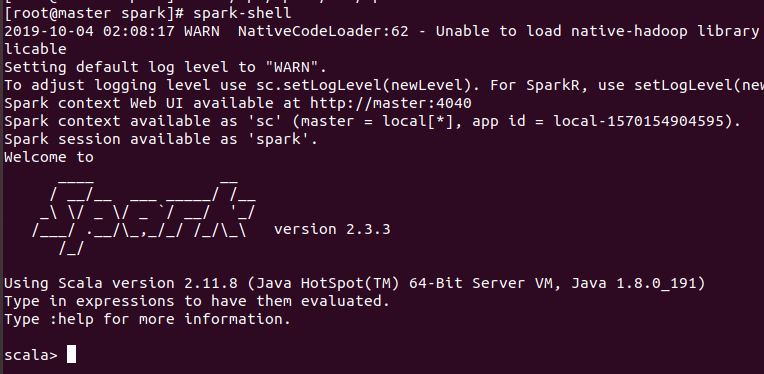 [root@master spark]# spark-shell
2019-10-04 02:08:17 WARN  NativeCodeLoader:62 - Unable to load native-hadoop library
licable
Setting default log level to "WARN".
To adjust logging level use sc.setLogLevel(newLevel). For SparkR, use setLogLevel(new
Spark context Web UI available at http://master:4040
Spark context available as 'sc' (master = local[*], app id = local-1570154904595).
Spark session available as 'spark'.
Welcome to
      ____              __
     / __/__  ___ _____/ /__
    _\ \/ _ \/ _ `/ __/  '_/
   /___/ .__/\_,_/_/ /_/\_\   version 2.3.3
      /_/
Using Scala version 2.11.8 (Java HotSpot(TM) 64-Bit Server VM, Java 1.8.0_191)
Type in expressions to have them evaluated.
Type :help for more information.
scala>